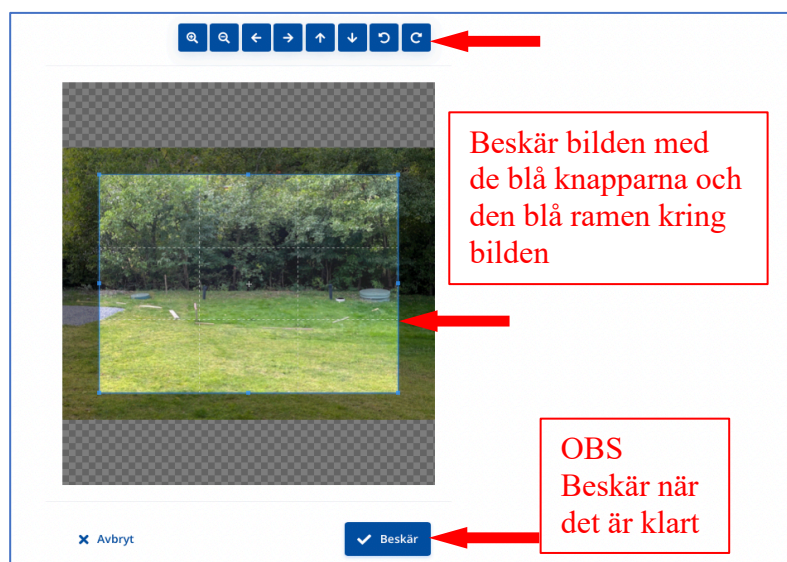 Beskär bilden med
de blå knapparna och
den blå ramen kring
bilden
OBS
Beskär när
det är klart
Avbryt
Beskär